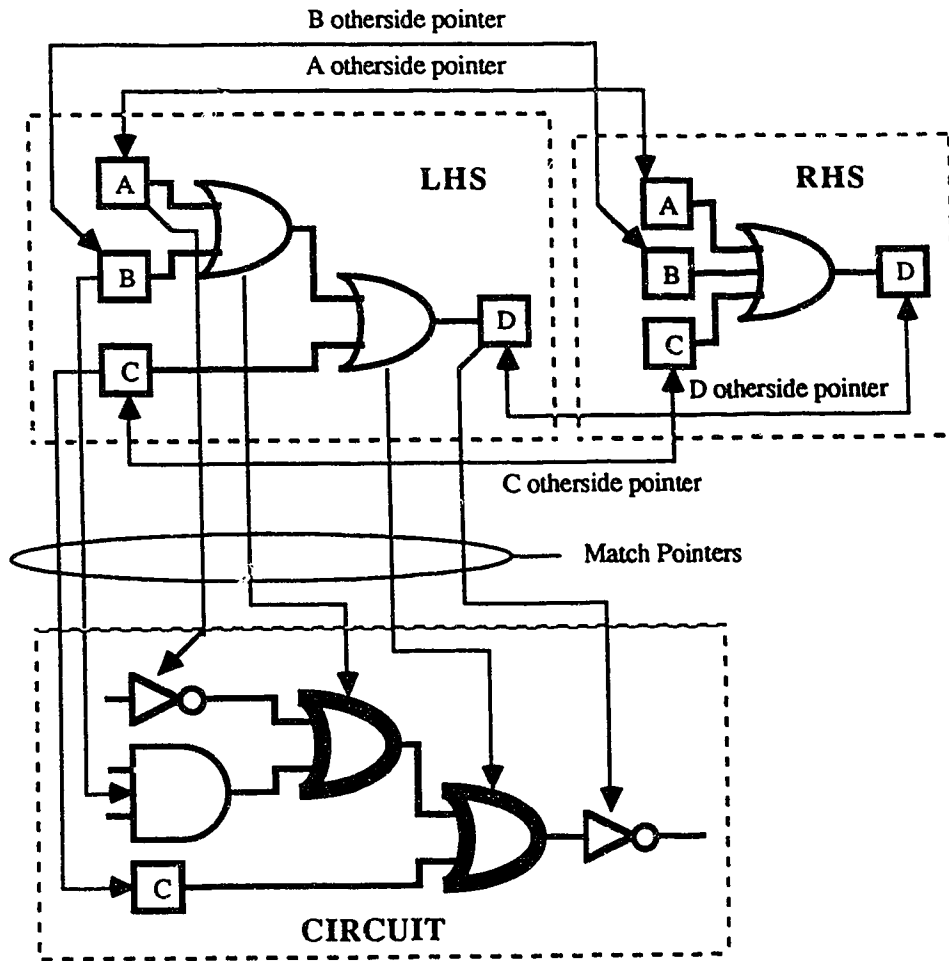 B otherside pointer
A otherside pointer
LHS
RHS
A
A
B
B
D
D
C
C
D otherside pointer
C otherside pointer
Match Pointers
C
CIRCUIT